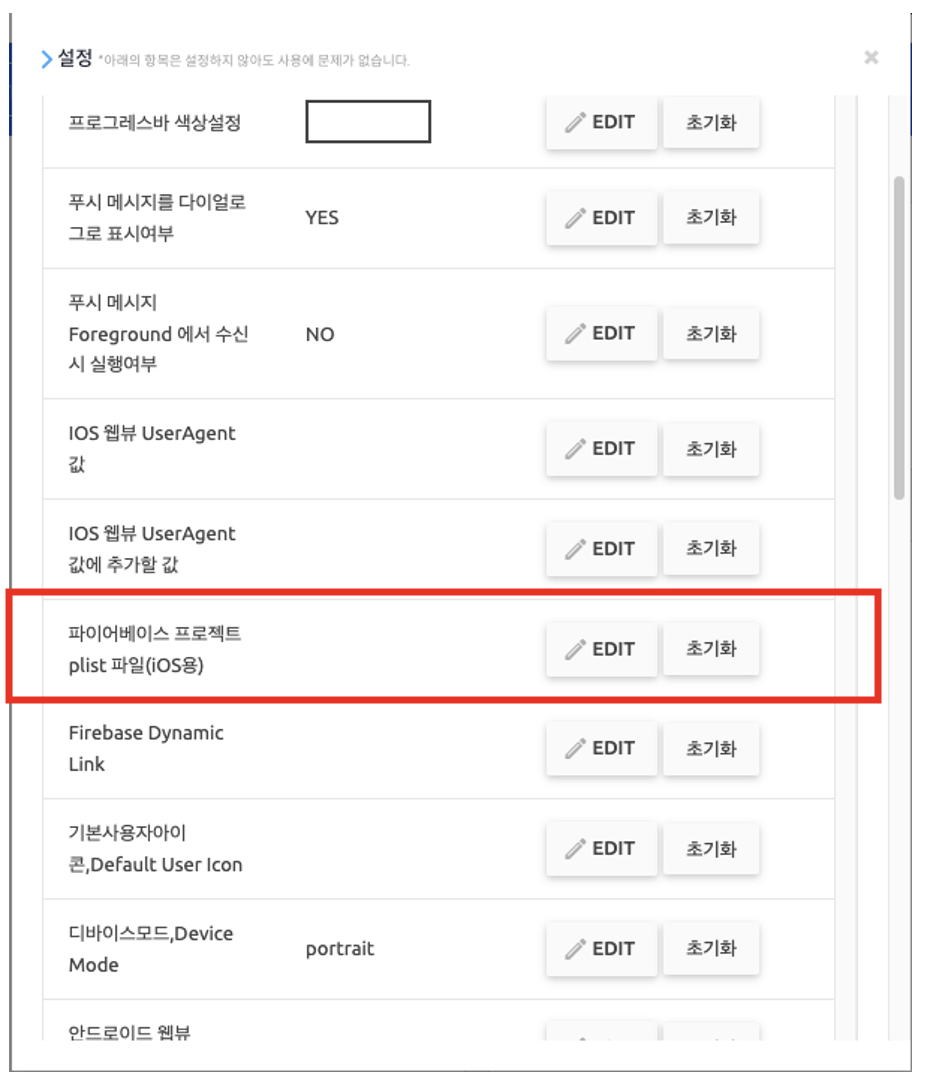 설정 *아래의 항목은 설정하지 않아도 사용에 문제가 없습니다.
프로그레스바 색상설정 EDIT 초기화
푸시 메시지를 다이얼로
그로 표시여부
YES EDIT 초기화
푸시 메시지
Foreground 에서 수신
시 실행여부
NO EDIT 초기화
IOS 웹뷰 UserAgent
값
EDIT 초기화
IOS 웹뷰 UserAgent
값에 추가할 값
EDIT 초기화
파이어베이스 프로젝트
plist 파일(iOS용)
EDIT 초기화
Firebase Dynamic
Link
EDIT 초기화
기본사용자아이
콘,Default User Icon
EDIT 초기화
디바이스모드,Device
Mode
portrait EDIT 초기화
안드로이드 웹뷰